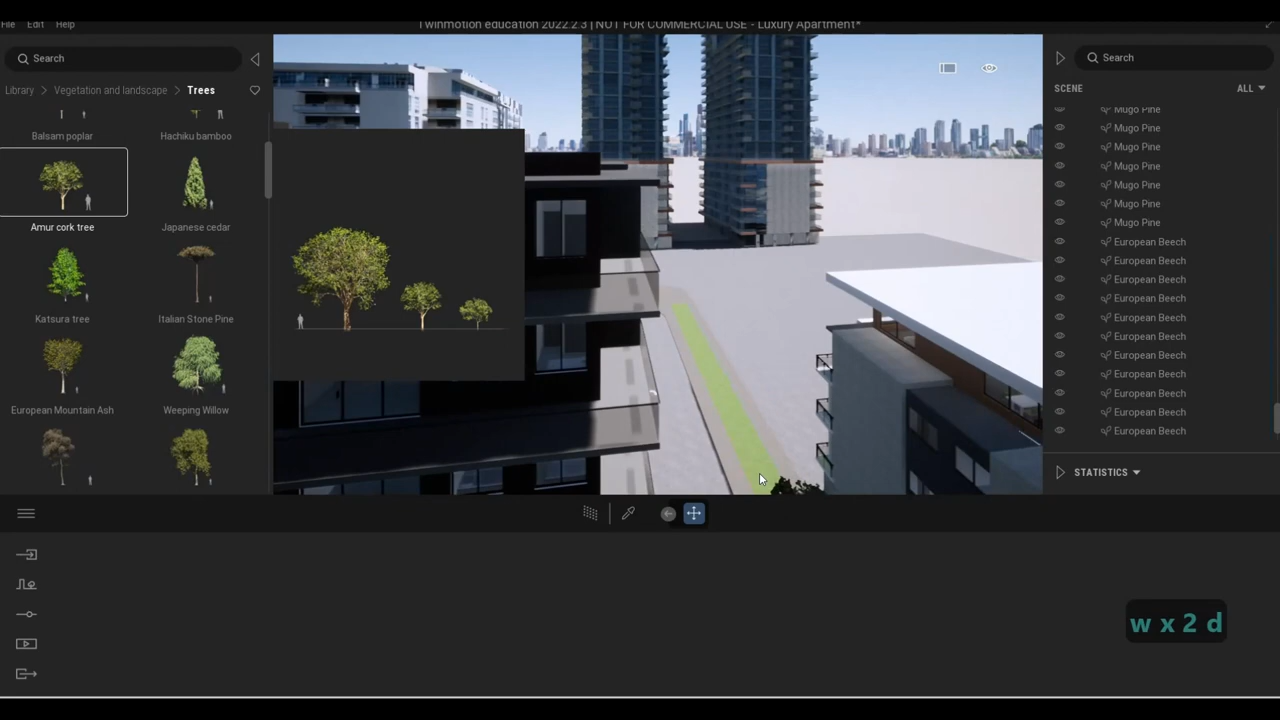 File Edit Help
Twinmotion education 2022.2.3 | NOT FOR COMMERCIAL USE - Luxury Apartment*
Search
Library > Vegetation and landscape > Trees
Balsam poplar
Hachiku bamboo
Amur cork tree
Japanese cedar
Katsura tree
Italian Stone Pine
European Mountain Ash
Weeping Willow
Search
SCENE
ALL
Mugo Pine
Mugo Pine
Mugo Pine
Mugo Pine
Mugo Pine
Mugo Pine
Mugo Pine
European Beech
European Beech
European Beech
European Beech
European Beech
European Beech
European Beech
European Beech
European Beech
European Beech
European Beech
STATISTICS
w x 2 d